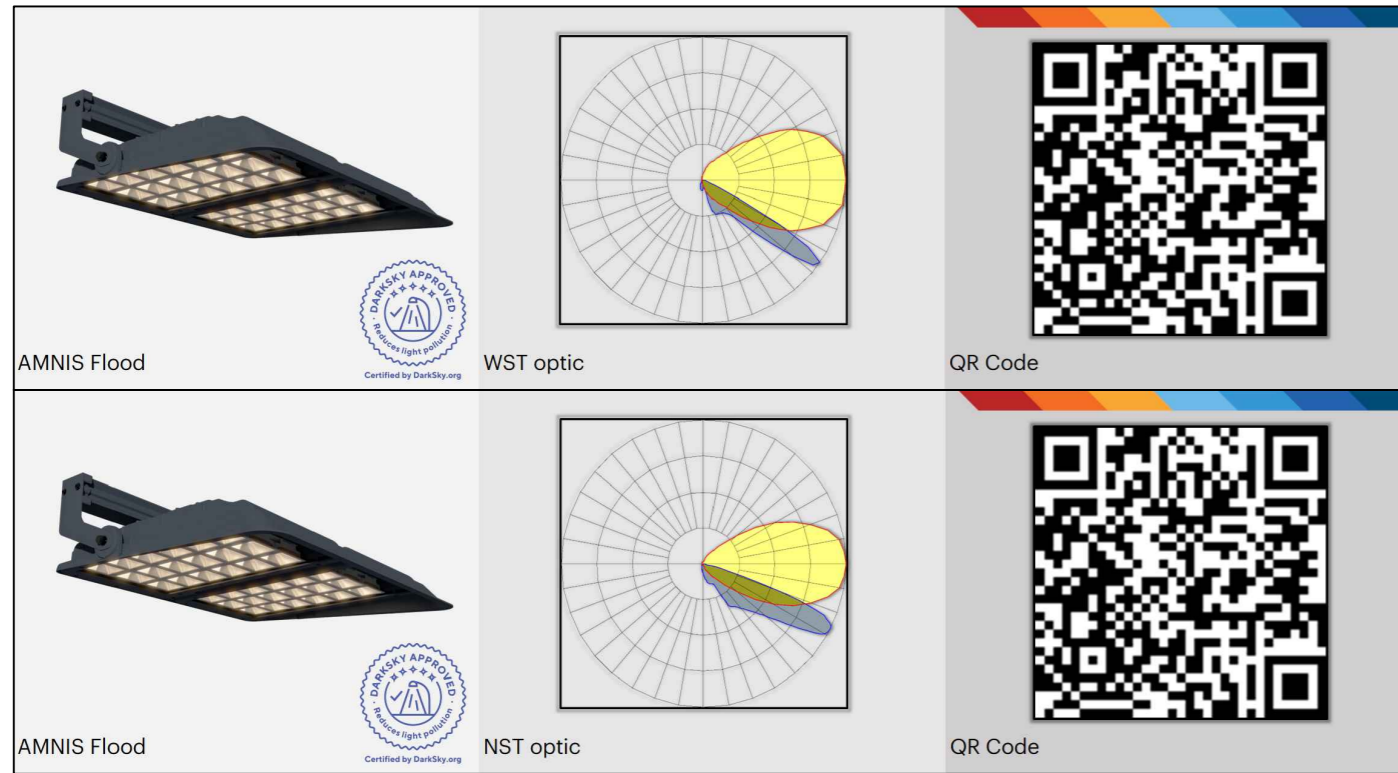 DARKSKY APPROVED
Reduces light pollution
Certified by DarkSky.org
AMNIS Flood
WST optic
QR Code
DARKSKY APPROVED
Reduces light pollution
Certified by DarkSky.org
AMNIS Flood
NST optic
QR Code